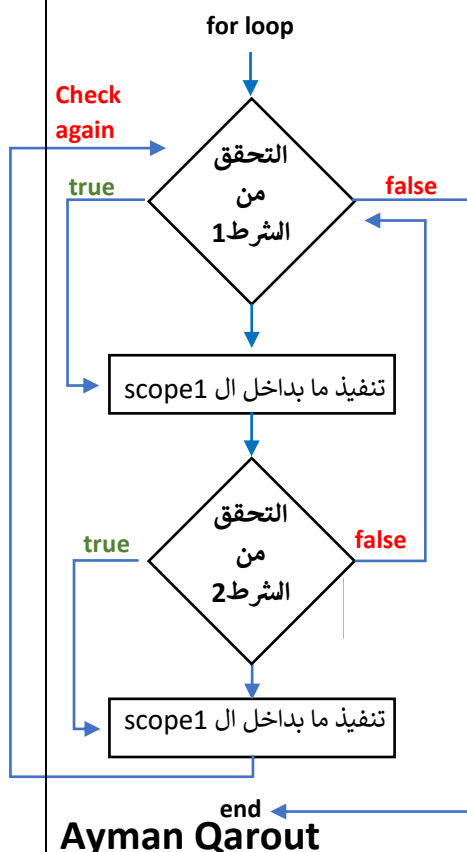 for loop
Check
again
التحقق
من
الشرط1
true
false
تنفيذ ما بداخل ال scope1
التحقق
من
الشرط2
true
false
تنفيذ ما بداخل ال scope1
end
Ayman Qarout